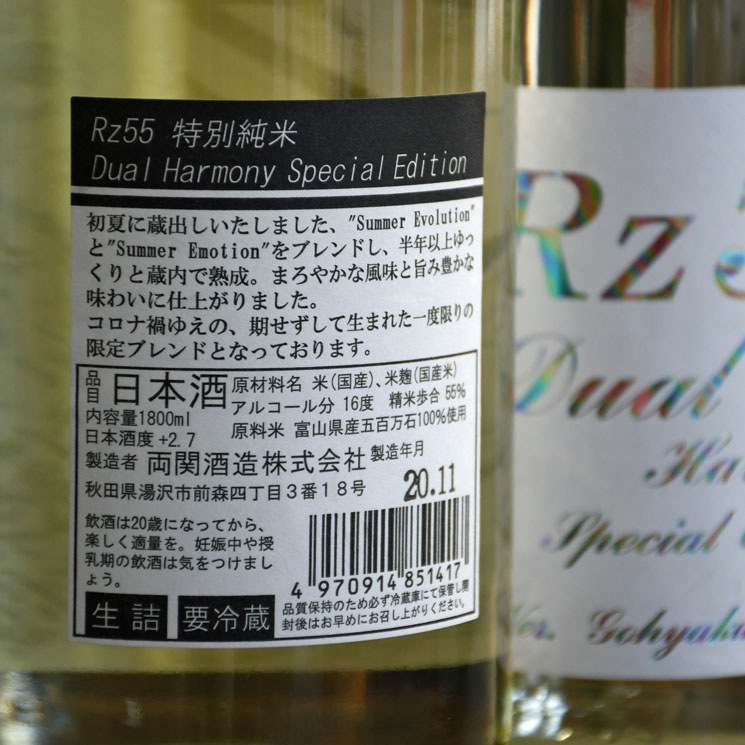 Rz55 特別純米
Dual Harmony Special Edition
初夏に蔵出しいたしました、"Summer Evolution"
と"Summer Emotion"をブレンドし、半年以上ゆっ
くりと蔵内で熟成。まろやかな風味と旨み豊かな
味わいに仕上がりました。
コロナ禍ゆえの、期せずして生まれた一度限りの
限定ブレンドとなっております。
品目 日本酒 原材料名 米(国産)、米麹(国産米)
内容量1800ml アルコール分 16度 精米歩合 55%
日本酒度 +2.7 原料米 富山県産五百万石100%使用
製造者 両関酒造株式会社 製造年月
秋田県湯沢市前森四丁目3番18号 20.11
飲酒は20歳になってから、
楽しく適量を。妊娠中や授
乳期の飲酒は気をつけまし
ょう。
4 970914 851417
生詰 要冷蔵
品質保持のため必ず冷蔵庫にて保管し開
封後はお早めにお召し上がりください。
Rz5
Dual
Ha
Special
Ver. Gohyaku